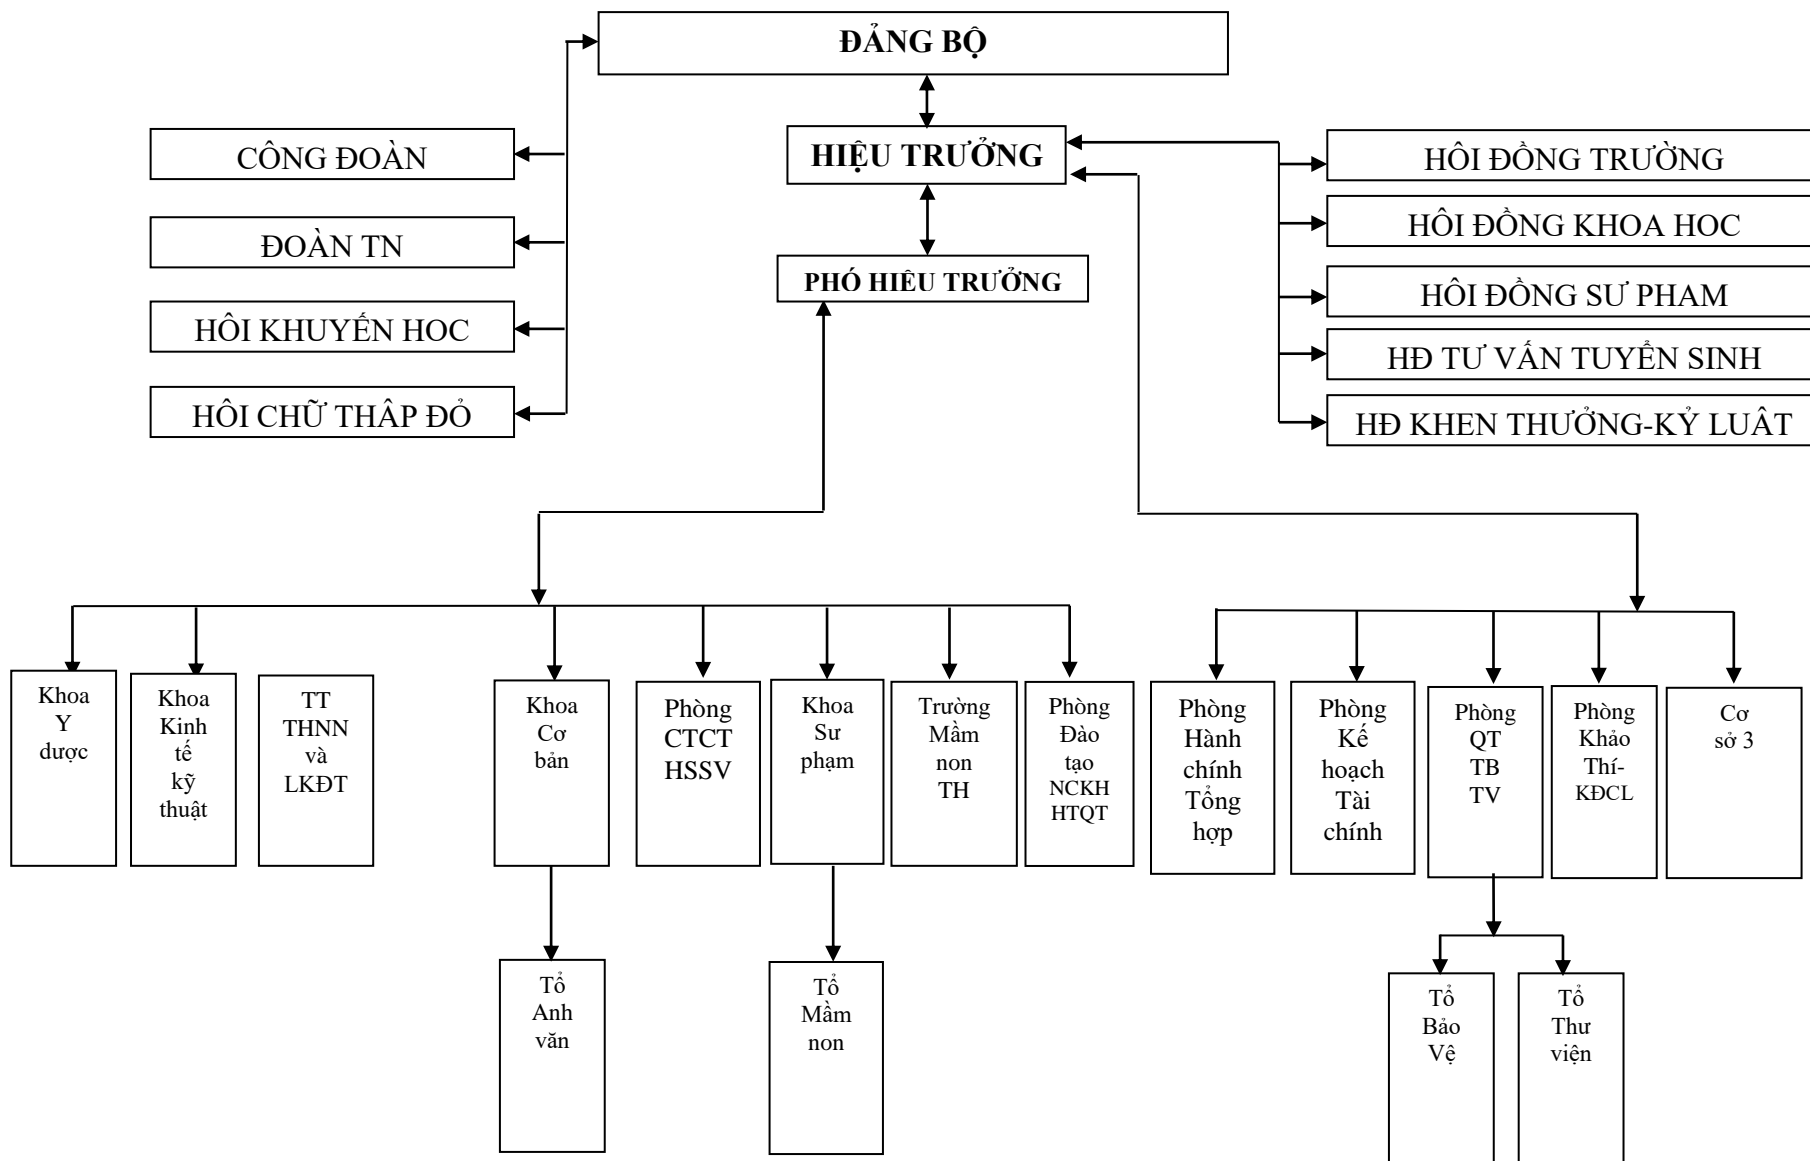 ĐẢNG BỘ
CÔNG ĐOÀN
HIỆU TRƯỞNG
HÔI ĐỒNG TRƯỜNG
HÔI ĐỒNG KHOA HOC
ĐOÀN TN
PHÓ HIÊU TRƯỞNG
HÔI ĐỒNG SƯ PHAM
HÔI KHUYẾN HOC
HĐ TƯ VẤN TUYỂN SINH
HÔI CHỮ THÂP ĐỎ
HĐ KHEN THƯỞNG-KỶ LUÂT
Khoa
Y
dược
Khoa
Kinh
tế
kỹ
thuật
TT
THNN
và
LKĐT
Khoa
Cơ
bản
Phòng
CTCT
HSSV
Khoa
Sư
phạm
Trường
Mầm
non
TH
Phòng
Đào
tạo
NCKH
HTQT
Phòng
Hành
chính
Tổng
hợp
Phòng
Kế
hoạch
Tài
chính
Phòng
QT
TB
TV
Phòng
Khảo
Thí-
KĐCL
Cơ
sở 3
Tổ
Anh
văn
Tổ
Mầm
non
Tổ
Bảo
Vệ
Tổ
Thư
viện